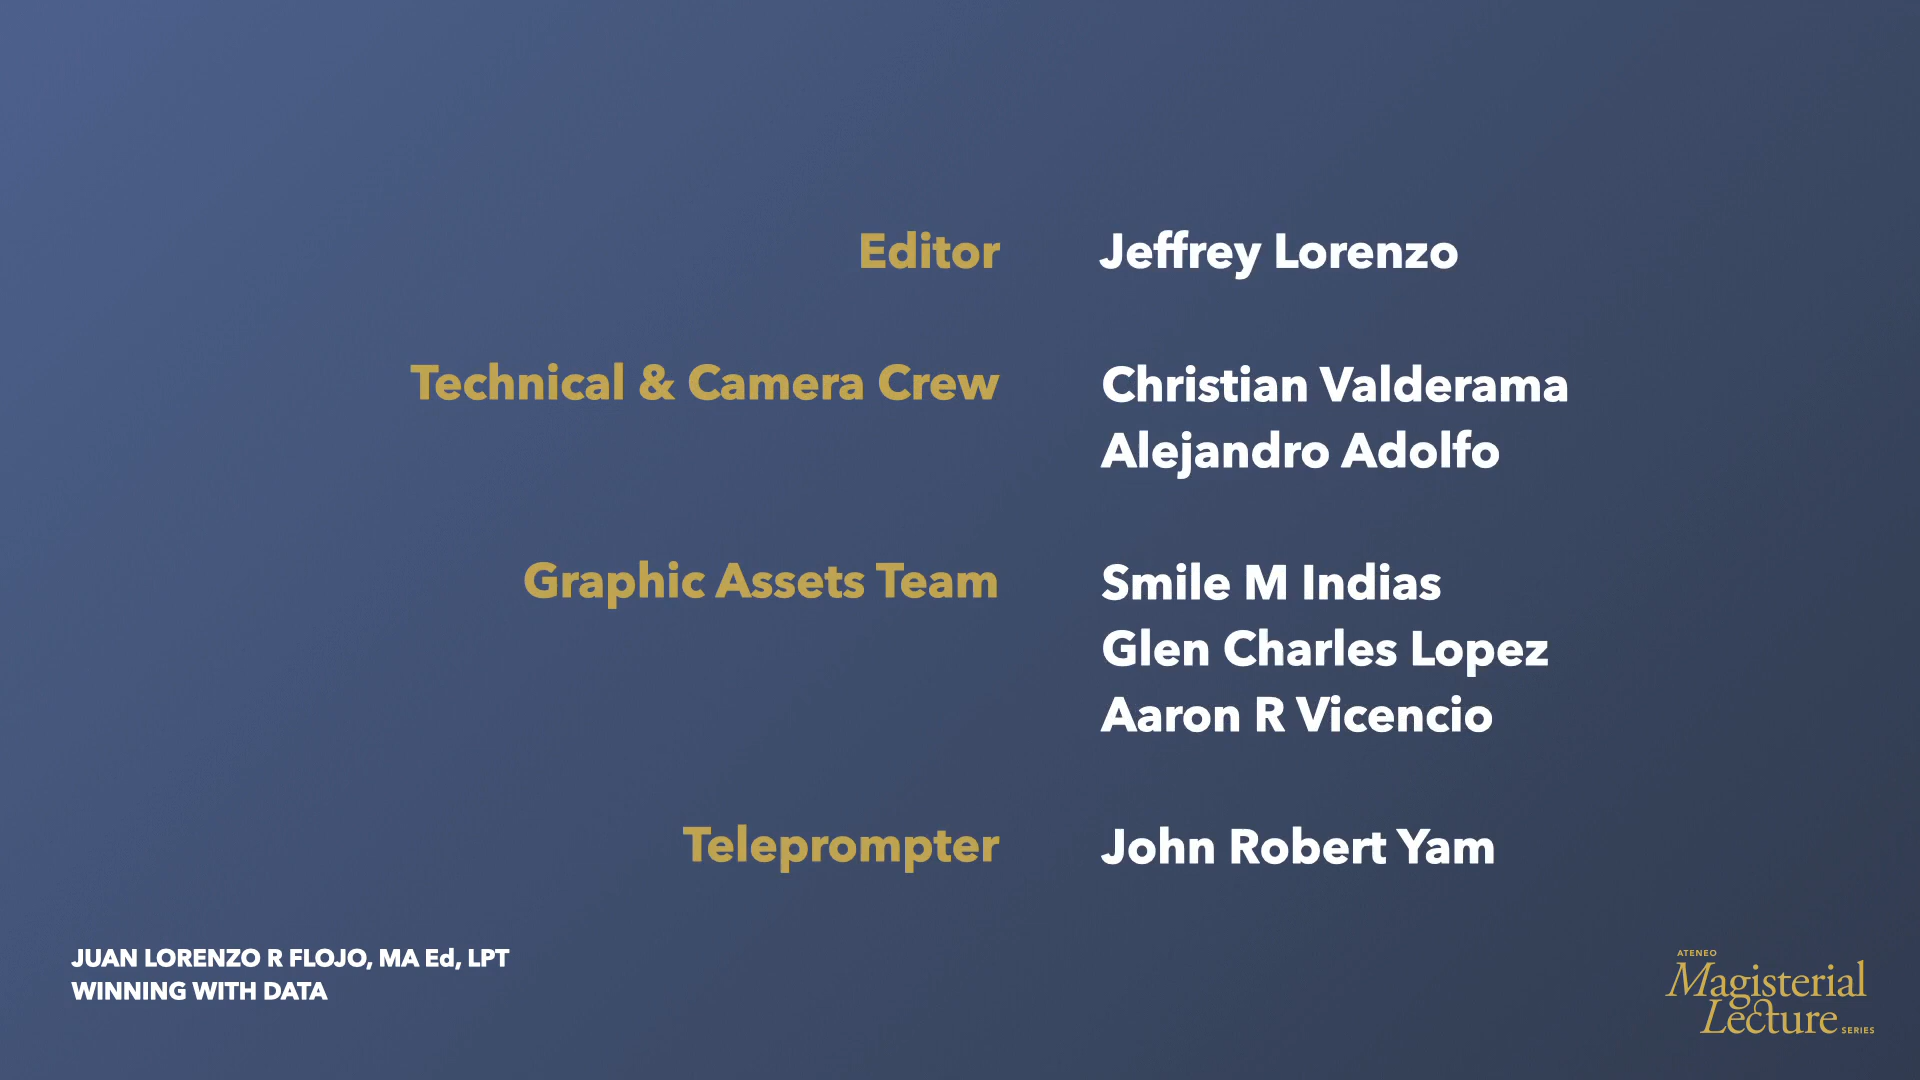 Editor Jeffrey Lorenzo
Technical & Camera Crew Christian Valderama
Alejandro Adolfo
Graphic Assets Team Smile M Indias
Glen Charles Lopez
Aaron R Vicencio
Teleprompter John Robert Yam
JUAN LORENZO R FLOJO, MA Ed, LPT
WINNING WITH DATA
ATENEO
Magisterial
Lecture SERIES